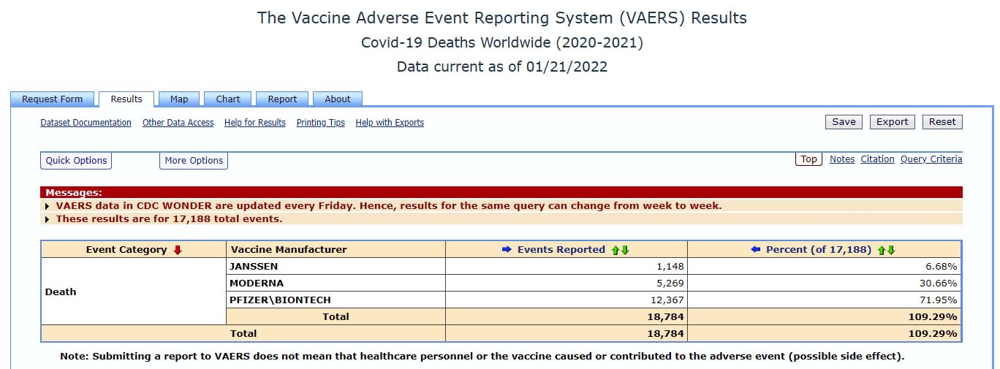 The Vaccine Adverse Event Reporting System (VAERS) Results
Covid-19 Deaths Worldwide (2020-2021)
Data current as of 01/21/2022
Request Form Results Map Chart Report About
Dataset Documentation Other Data Access Help for Results Printing Tips Help with Exports Save Export Reset
Quick Options More Options Top Notes Citation Query Criteria
Messages:
VAERS data in CDC WONDER are updated every Friday. Hence, results for the same query can change from week to week.
These results are for 17,188 total events.
Event Category Vaccine Manufacturer Events Reported Percent (of 17,188)
JANSSEN 1,148 6.68%
MODERNA 5,269 30.66%
Death
PFIZER\BIONTECH 12,367 71.95%
Total 18,784 109.29%
Total 18,784 109.29%
Note: Submitting a report to VAERS does not mean that healthcare personnel or the vaccine caused or contributed to the adverse event (possible side effect).